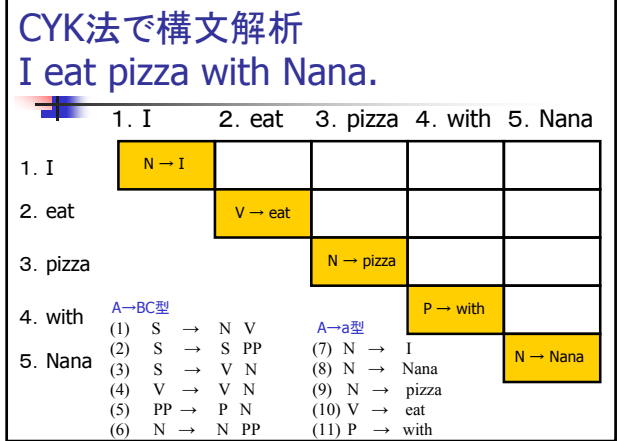 CYK法で構文解析
I eat pizza with Nana.
1. I 2. eat 3. pizza 4. with 5. Nana
1. I N → I
2. eat V → eat
3. pizza N → pizza
4. with P → with
5. Nana N → Nana
A→BC型
(1) S → N V
(2) S → S PP
(3) S → V N
(4) V → V N
(5) PP → P N
(6) N → N PP
A→a型
(7) N → I
(8) N → Nana
(9) N → pizza
(10) V → eat
(11) P → with